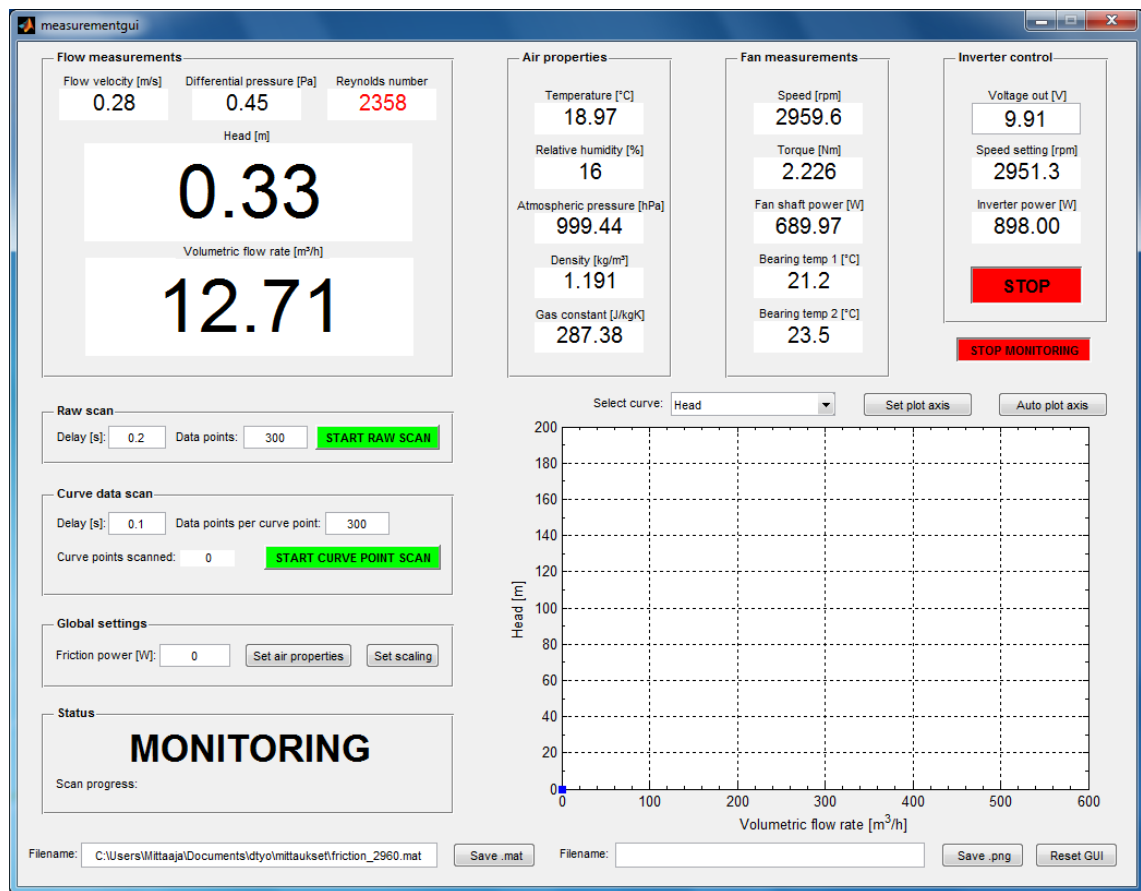 measurementgui
Flow measurements
Flow velocity [m/s] Differential pressure [Pa] Reynolds number
0.28 0.45 2358
Head [m]
0.33
Volumetric flow rate [m³/h]
12.71
Air properties
Temperature [°C]
18.97
Relative humidity [%]
16
Atmospheric pressure [hPa]
999.44
Density [kg/m³]
1.191
Gas constant [J/kgK]
287.38
Fan measurements
Speed [rpm]
2959.6
Torque [Nm]
2.226
Fan shaft power [W]
689.97
Bearing temp 1 [°C]
21.2
Bearing temp 2 [°C]
23.5
Inverter control
Voltage out [V]
9.91
Speed setting [rpm]
2951.3
Inverter power [W]
898.00
STOP
STOP MONITORING
Raw scan
Delay [s]: 0.2 Data points: 300 START RAW SCAN
Curve data scan
Delay [s]: 0.1 Data points per curve point: 300
Curve points scanned: 0 START CURVE POINT SCAN
Global settings
Friction power [W]: 0 Set air properties Set scaling
Status
MONITORING
Scan progress:
Select curve: Head Set plot axis Auto plot axis
200
180
160
140
120
100
80
60
40
20
0
Head [m]
0 100 200 300 400 500 600
Volumetric flow rate [m³/h]
Filename: C:\Users\Mittaaja\Documents\dtyo\mittaukset\friction_2960.mat Save .mat Filename: Save .png Reset GUI